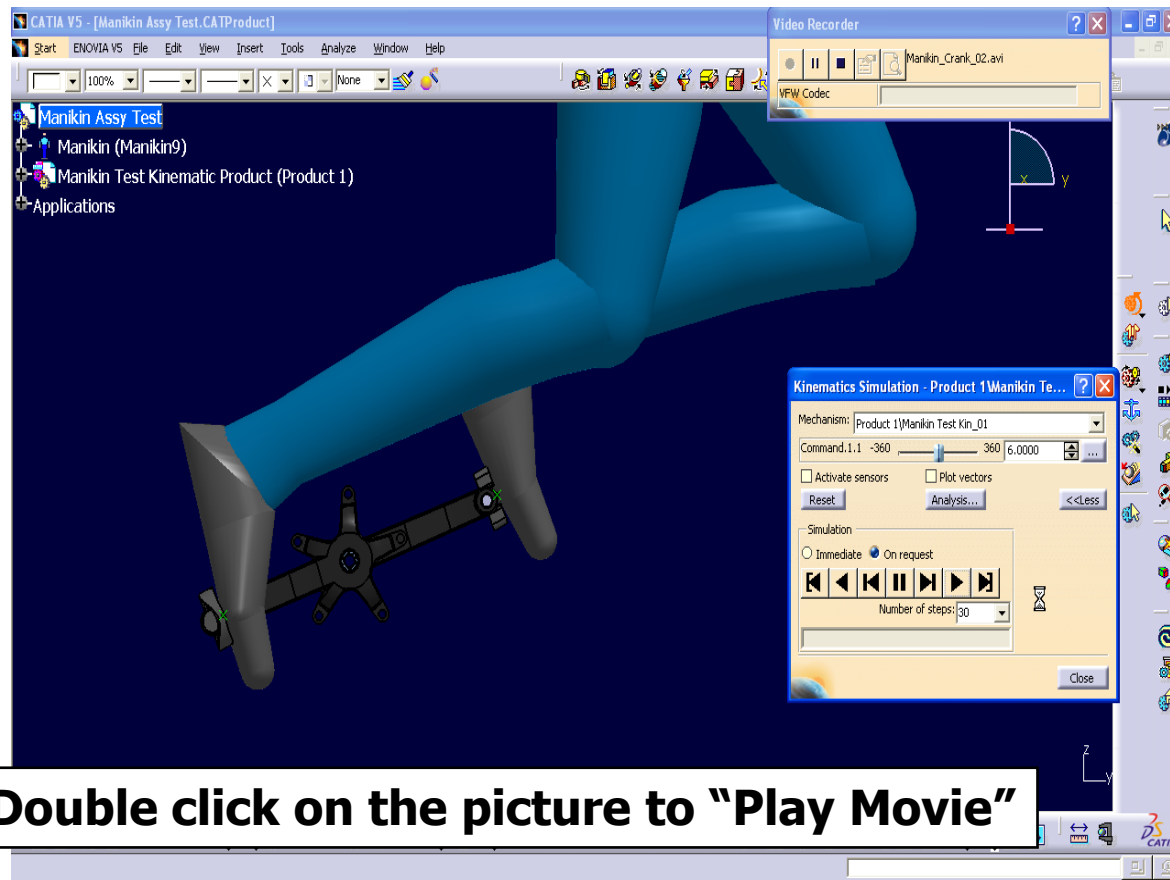 CATIA V5 - [Manikin Assy Test.CATProduct]
Start ENOVIA V5 File Edit View Insert Tools Analyze Window Help
100% None
Video Recorder
Manikin_Crank_02.avi
VFW Codec
Manikin Assy Test
Manikin (Manikin9)
Manikin Test Kinematic Product (Product 1)
Applications
x y
Kinematics Simulation - Product 1\Manikin Te...
Mechanism: Product 1\Manikin Test Kin_01
Command.1.1 -360 360 6.0000 ...
Activate sensors Plot vectors
Reset Analysis... <<Less
Simulation
Immediate On request
Number of steps: 30
Close
z
y
Double click on the picture to “Play Movie”